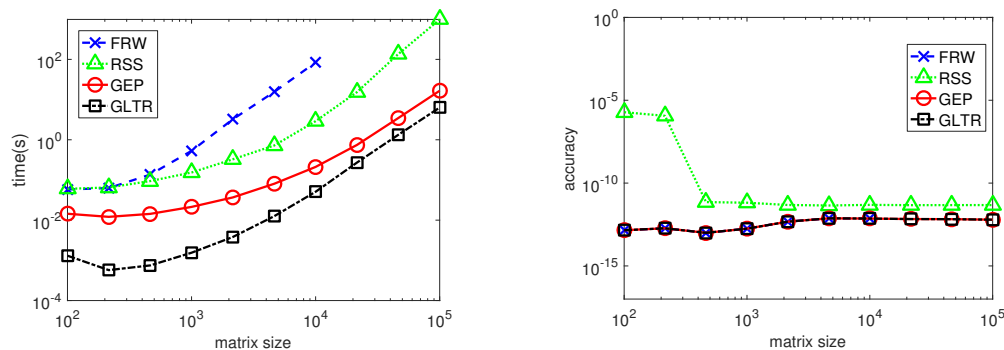 10^2
10^0
10^-2
10^-4
time(s)
FRW
RSS
GEP
GLTR
10^2
10^3
10^4
10^5
matrix size
10^0
10^-5
10^-10
10^-15
accuracy
FRW
RSS
GEP
GLTR
10^2
10^3
10^4
10^5
matrix size